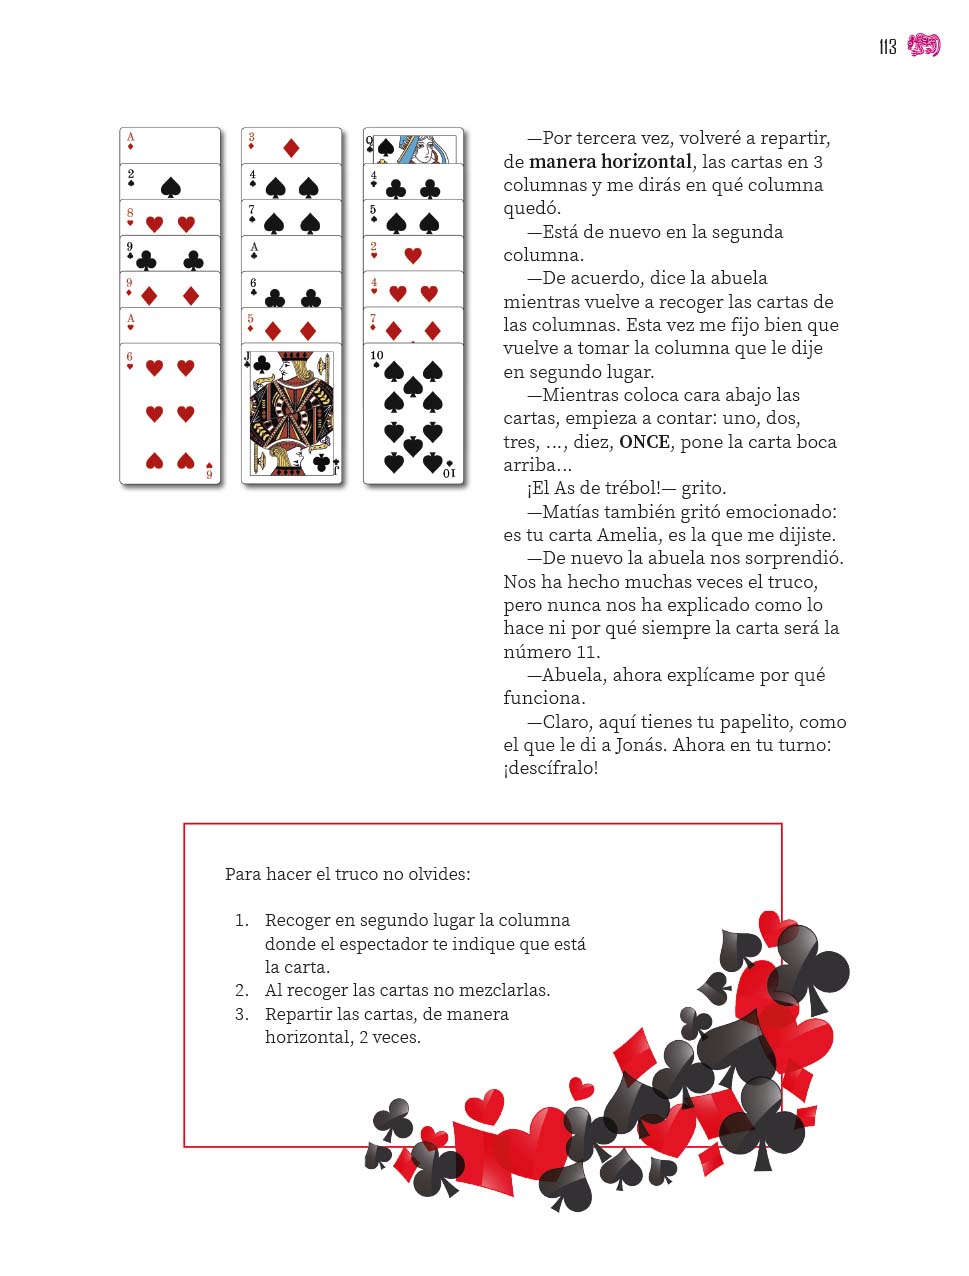 113
A
2
8
9
9
A
6
9
3
4
7
A
6
5
J
J
Q
4
5
2
4
7
10
10
—Por tercera vez, volveré a repartir,
de manera horizontal, las cartas en 3
columnas y me dirás en qué columna
quedó.
—Está de nuevo en la segunda
columna.
—De acuerdo, dice la abuela
mientras vuelve a recoger las cartas de
las columnas. Esta vez me fijo bien que
vuelve a tomar la columna que le dije
en segundo lugar.
—Mientras coloca cara abajo las
cartas, empieza a contar: uno, dos,
tres, ..., diez, ONCE, pone la carta boca
arriba...
¡El As de trébol!— grito.
—Matías también gritó emocionado:
es tu carta Amelia, es la que me dijiste.
—De nuevo la abuela nos sorprendió.
Nos ha hecho muchas veces el truco,
pero nunca nos ha explicado como lo
hace ni por qué siempre la carta será la
número 11.
—Abuela, ahora explícame por qué
funciona.
—Claro, aquí tienes tu papelito, como
el que le di a Jonás. Ahora en tu turno:
¡descífralo!
Para hacer el truco no olvides:
1. Recoger en segundo lugar la columna
donde el espectador te indique que está
la carta.
2. Al recoger las cartas no mezclarlas.
3. Repartir las cartas, de manera
horizontal, 2 veces.